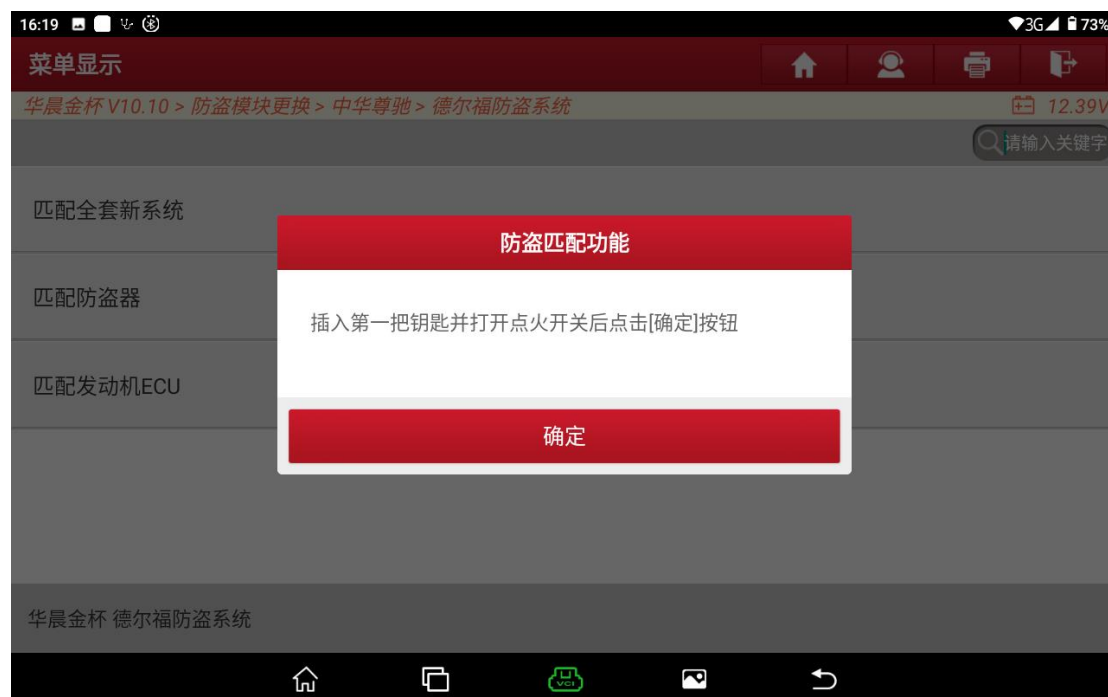 16:19
3G 73%
菜单显示
华晨金杯 V10.10 > 防盗模块更换 > 中华尊驰 > 德尔福防盗系统
12.39V
请输入关键字
匹配全套新系统
防盗匹配功能
匹配防盗器
插入第一把钥匙并打开点火开关后点击[确定]按钮
匹配发动机ECU
确定
华晨金杯 德尔福防盗系统
VCI